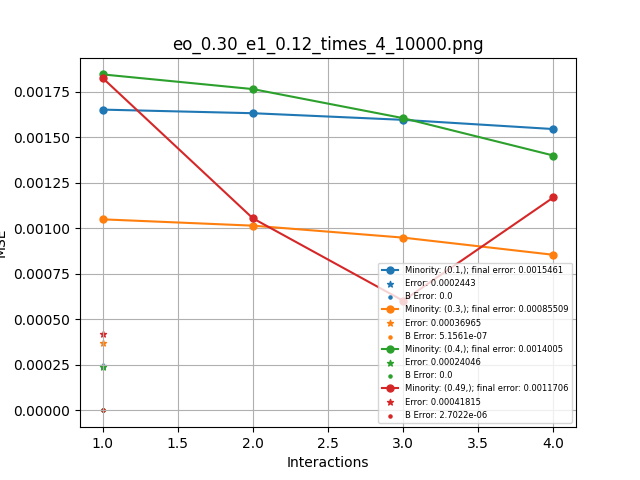 eo_0.30_e1_0.12_times_4_10000.png
MSE
0.00175
0.00150
0.00125
0.00100
0.00075
0.00050
0.00025
0.00000
Minority: (0.1,); final error: 0.0015461
Error: 0.0002443
B Error: 0.0
Minority: (0.3,); final error: 0.00085509
Error: 0.00036965
B Error: 5.1561e-07
Minority: (0.4,); final error: 0.0014005
Error: 0.00024046
B Error: 0.0
Minority: (0.49,); final error: 0.0011706
Error: 0.00041815
B Error: 2.7022e-06
1.0 1.5 2.0 2.5 3.0 3.5 4.0
Interactions